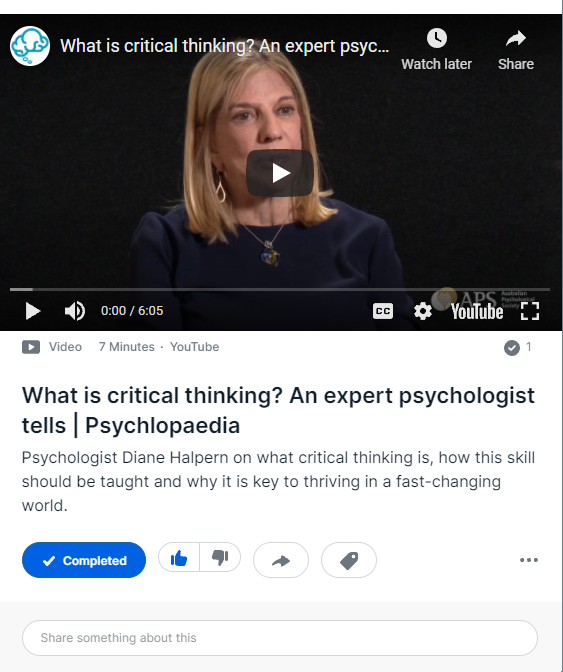 What is critical thinking? An expert psyc...
Watch later
Share
APS
Australian
Psychological
Society
0:00 / 6:05
CC
YouTube
Video 7 Minutes · YouTube
1
What is critical thinking? An expert psychologist
tells | Psychlopaedia
Psychologist Diane Halpern on what critical thinking is, how this skill
should be taught and why it is key to thriving in a fast-changing
world.
Completed
Share something about this